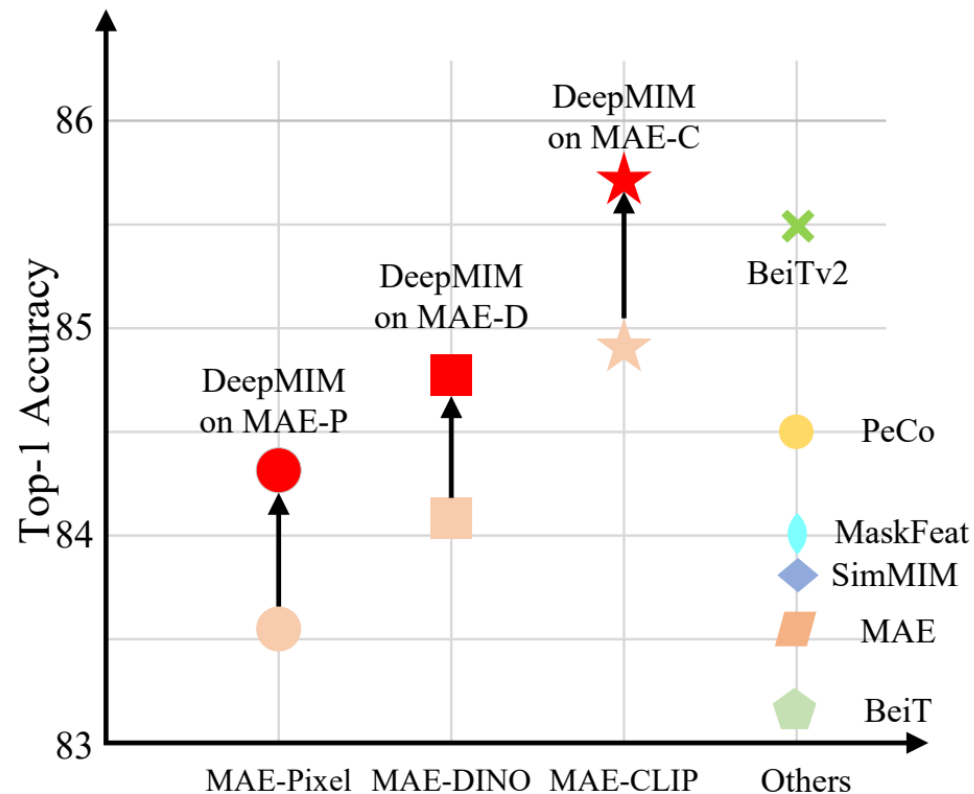 DeepMIM
on MAE-C
86
BeiTv2
DeepMIM
on MAE-D
85
DeepMIM
on MAE-P
PeCo
Top-1 Accuracy
84
MaskFeat
SimMIM
MAE
BeiT
83
MAE-Pixel
MAE-DINO
MAE-CLIP
Others